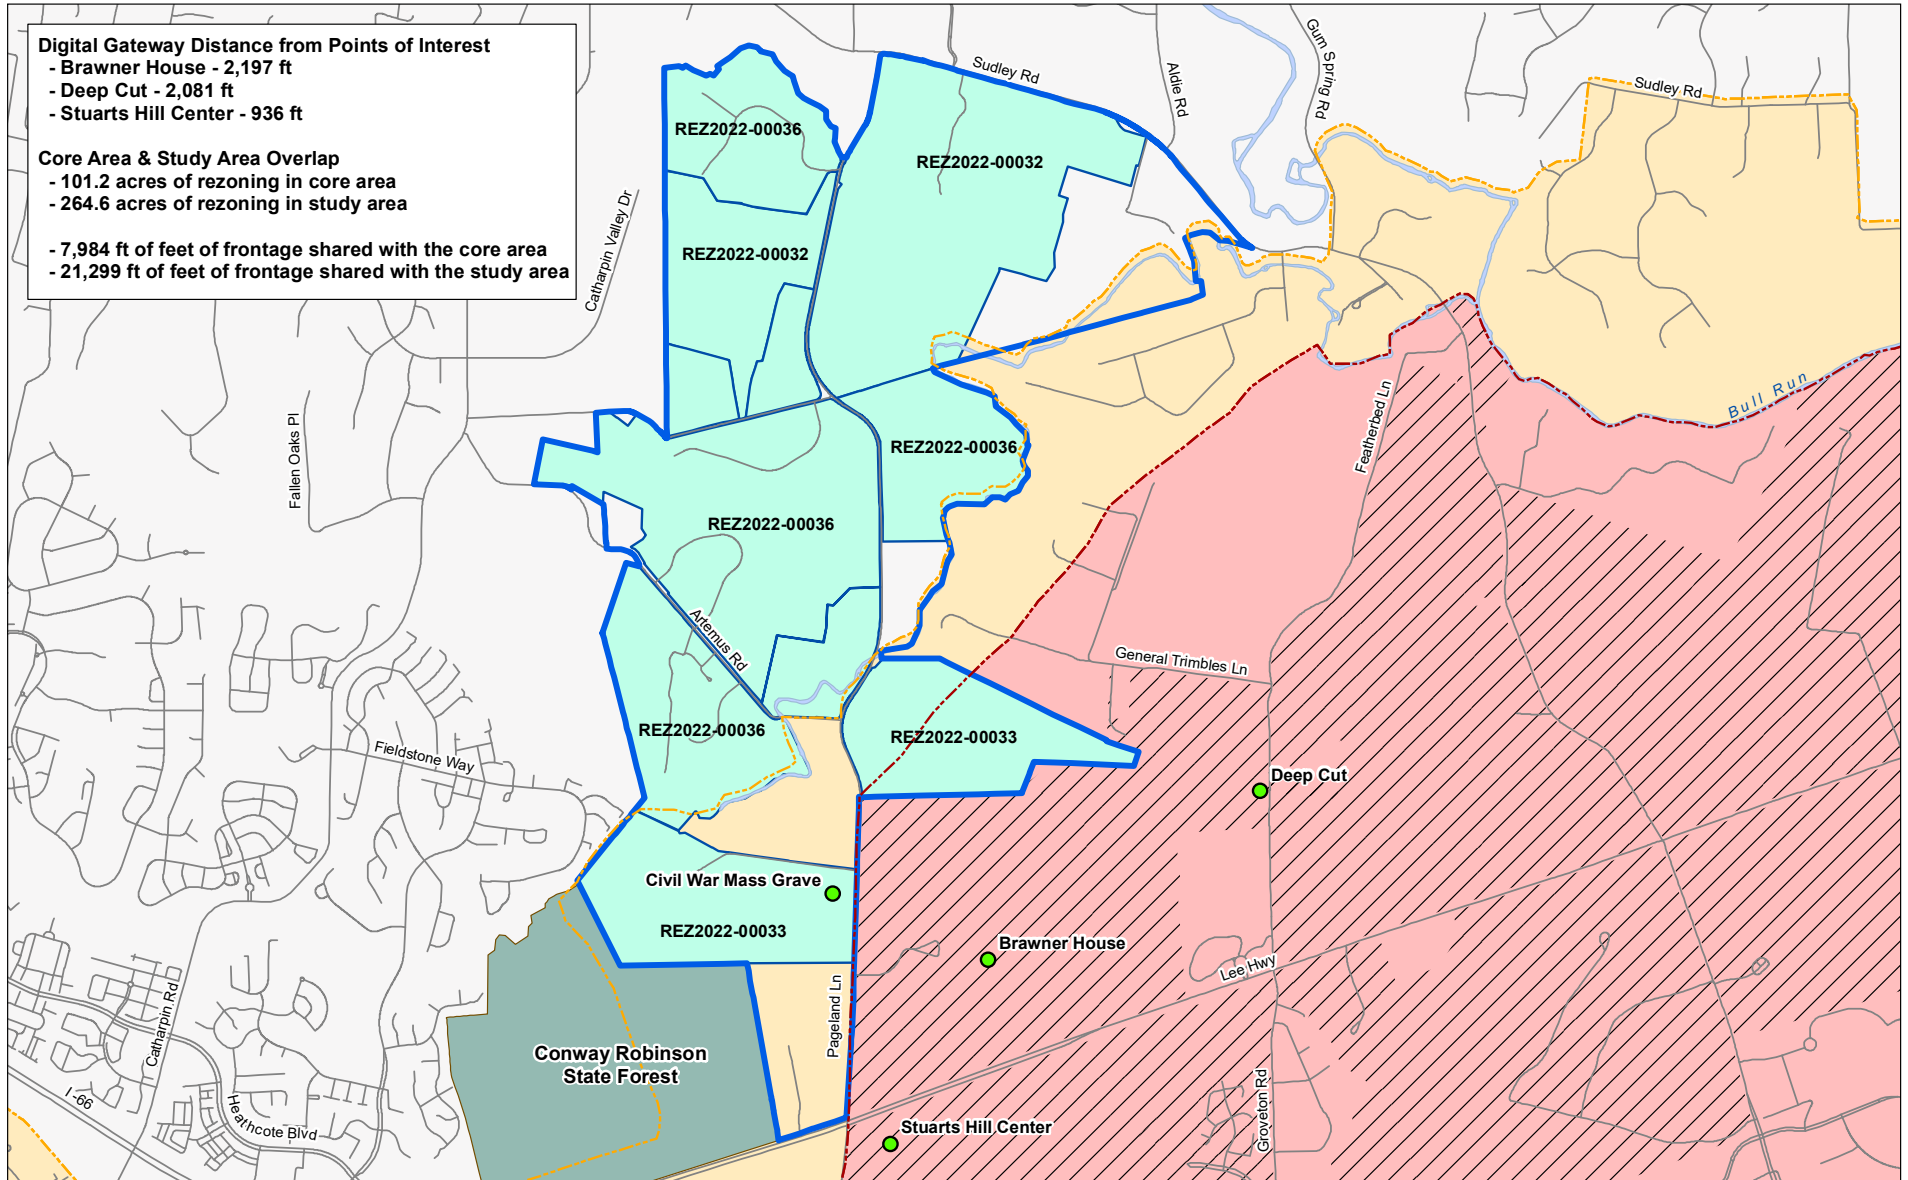 Digital Gateway Distance from Points of Interest
- Brawner House - 2,197 ft
- Deep Cut - 2,081 ft
- Stuarts Hill Center - 936 ft
Core Area & Study Area Overlap
- 101.2 acres of rezoning in core area
- 264.6 acres of rezoning in study area
- 7,984 ft of feet of frontage shared with the core area
- 21,299 ft of feet of frontage shared with the study area
Sudley Rd
Aldie Rd
Gum Spring Rd
Sudley Rd
REZ2022-00036
REZ2022-00032
Catharpin Valley Dr
REZ2022-00032
Bull Run
Featherbed Ln
Fallen Oaks Pl
REZ2022-00036
REZ2022-00036
Artemus Rd
General Trimbles Ln
REZ2022-00036
REZ2022-00033
Fieldstone Way
Deep Cut
Civil War Mass Grave
REZ2022-00033
Brawner House
Lee Hwy
Pageland Ln
Catharpin Rd
Conway Robinson
State Forest
I-66
Heathcote Blvd
Stuarts Hill Center
Groveton Rd